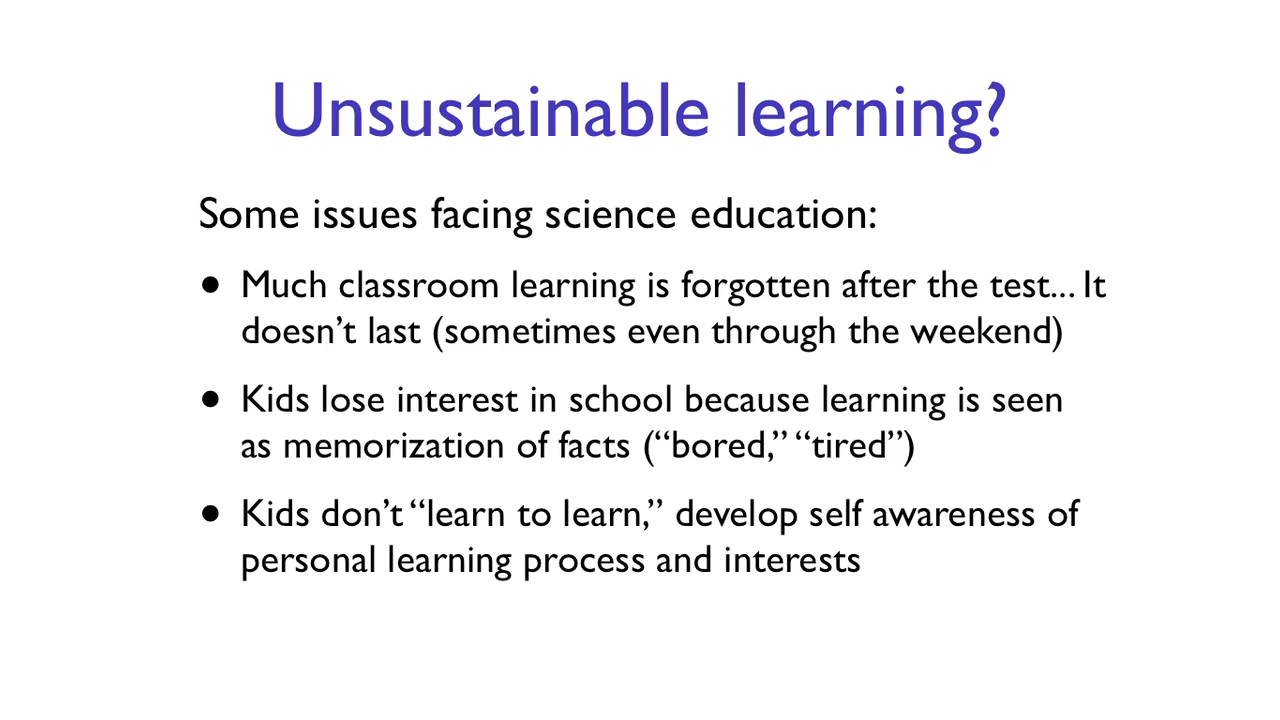 Unsustainable learning?
Some issues facing science education:
• Much classroom learning is forgotten after the test... It
doesn’t last (sometimes even through the weekend)
• Kids lose interest in school because learning is seen
as memorization of facts (“bored,” “tired”)
• Kids don’t “learn to learn,” develop self awareness of
personal learning process and interests